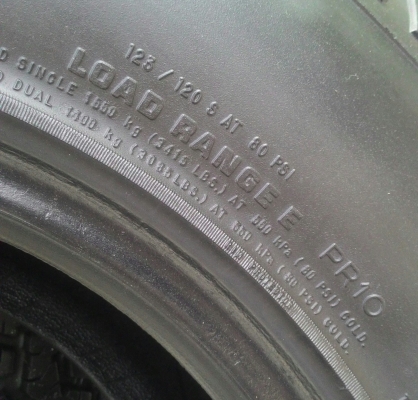 123 / 120 S AT 80 PSI
LOAD RANGE E PR10
SINGLE 1550 kg (3415 LBS.) AT 550 KPa (80 PSI) COLD.
DUAL 1400 kg (3085 LBS.) AT 550 KPa (80 PSI) COLD.